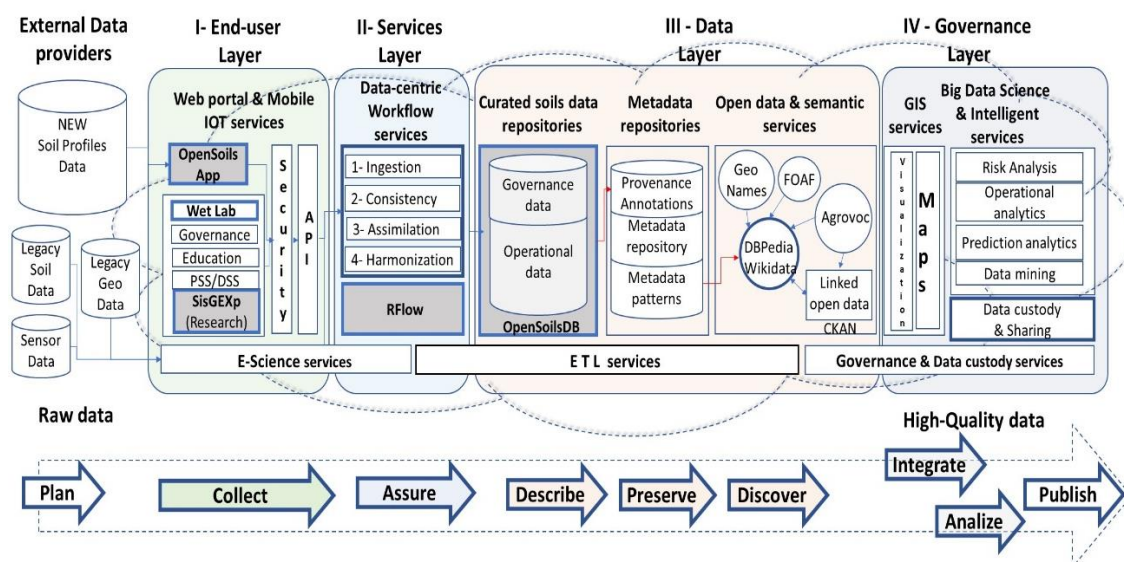 External Data
providers
I- End-user
Layer
II- Services
Layer
III - Data
Layer
IV - Governance
Layer
NEW
Soil Profiles
Data
Legacy
Soil
Data
Legacy
Geo
Data
Sensor
Data
Web portal & Mobile
IOT services
OpenSoils
App
Wet Lab
Governance
Education
PSS/DSS
SisGEXp
(Research)
Security
API
Data-centric
Workflow
services
1- Ingestion
2- Consistency
3- Assimilation
4- Harmonization
RFlow
Curated soils data
repositories
Governance
data
Operational
data
OpenSoilsDB
Metadata
repositories
Provenance
Annotations
Metadata
repository
Metadata
patterns
Open data & semantic
services
Geo
Names
FOAF
Agrovoc
DBPedia
Wikidata
Linked
open data
CKAN
GIS
services
Visualization
Maps
Big Data Science
& Intelligent
services
Risk Analysis
Operational
analytics
Prediction analytics
Data mining
Data custody
& Sharing
E-Science services
E T L services
Governance & Data custody services
Raw data
High-Quality data
Plan
Collect
Assure
Describe
Preserve
Discover
Integrate
Analize
Publish